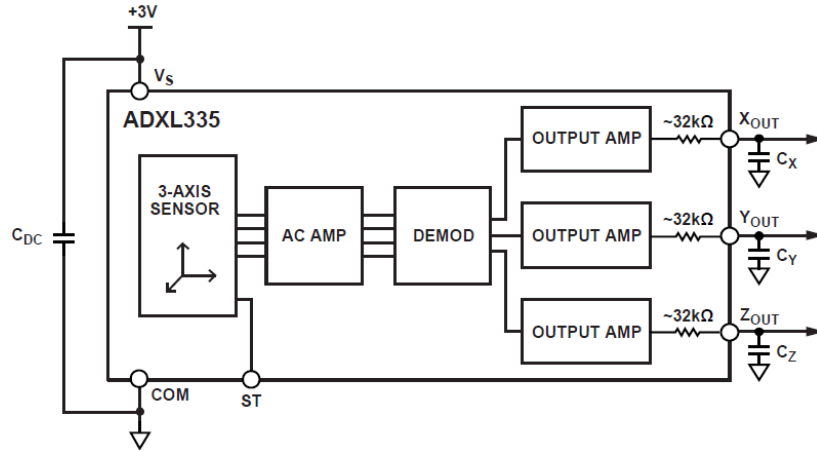 +3V
VS
ADXL335
3-AXIS
SENSOR
AC AMP
DEMOD
OUTPUT AMP
~32kΩ
XOUT
CX
OUTPUT AMP
~32kΩ
YOUT
CY
OUTPUT AMP
~32kΩ
ZOUT
CZ
CDC
COM
ST